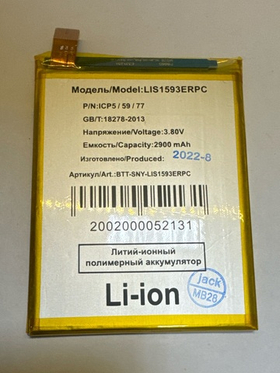 Модель/Model:LIS1593ERPC
P/N:ICP5 / 59 / 77
GB/T:18278-2013
Напряжение/Voltage:3.80V
Емкость/Capacity:2900 mAh
Изготовлено/Produced: 2022-8
Артикул/Art.:BTT-SNY-LIS1593ERPC
2002000052131
Литий-ионный
полимерный аккумулятор
Li-ion
jack
MB28